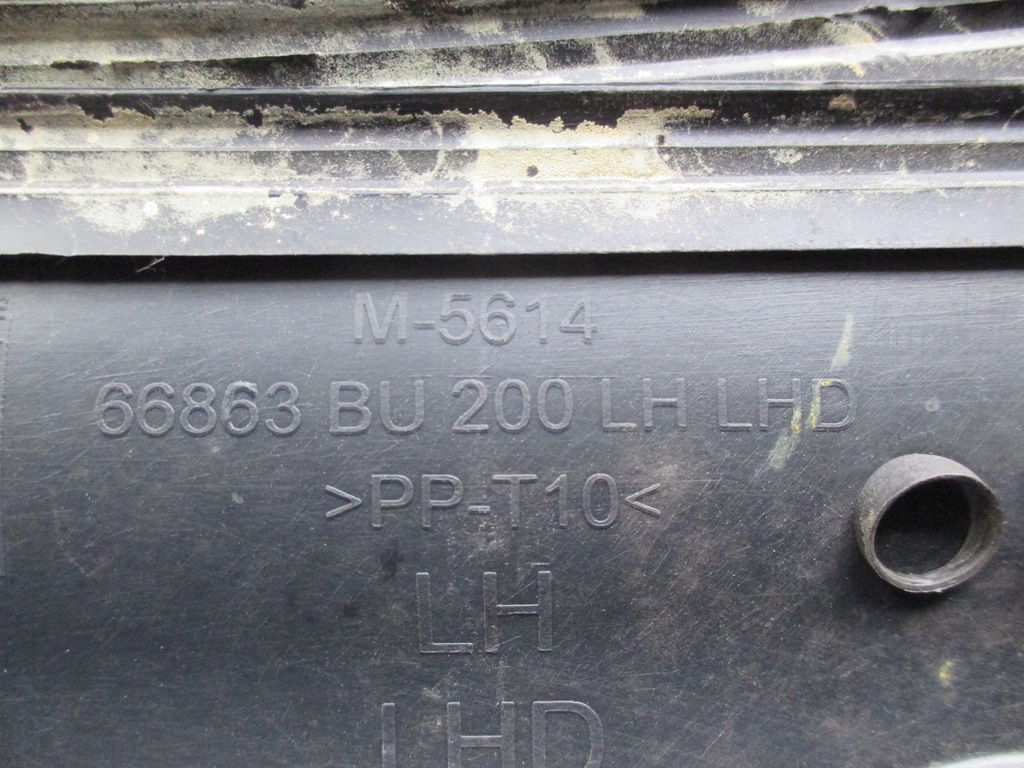 M-5614
66863 BU 200 LH LHD
>PP-T10<
LH
LHD